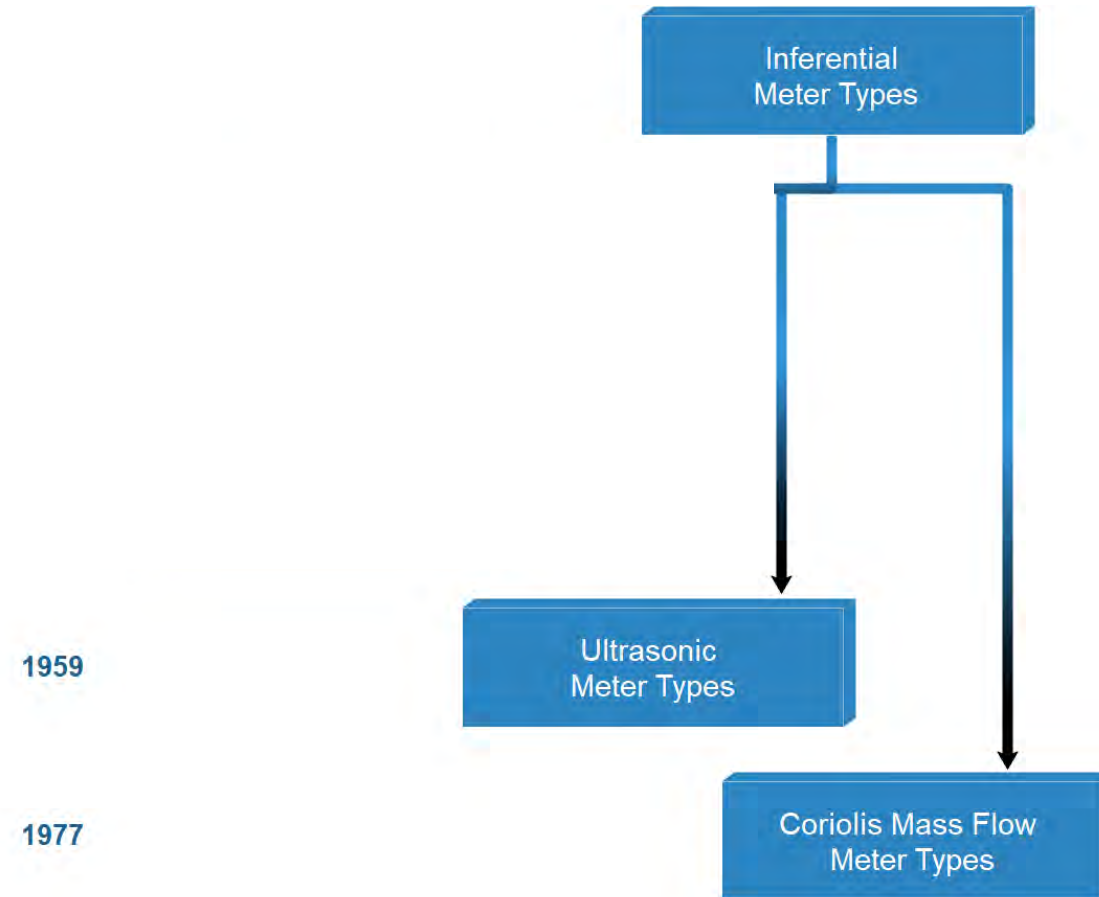 Inferential
Meter Types
1959
Ultrasonic
Meter Types
1977
Coriolis Mass Flow
Meter Types